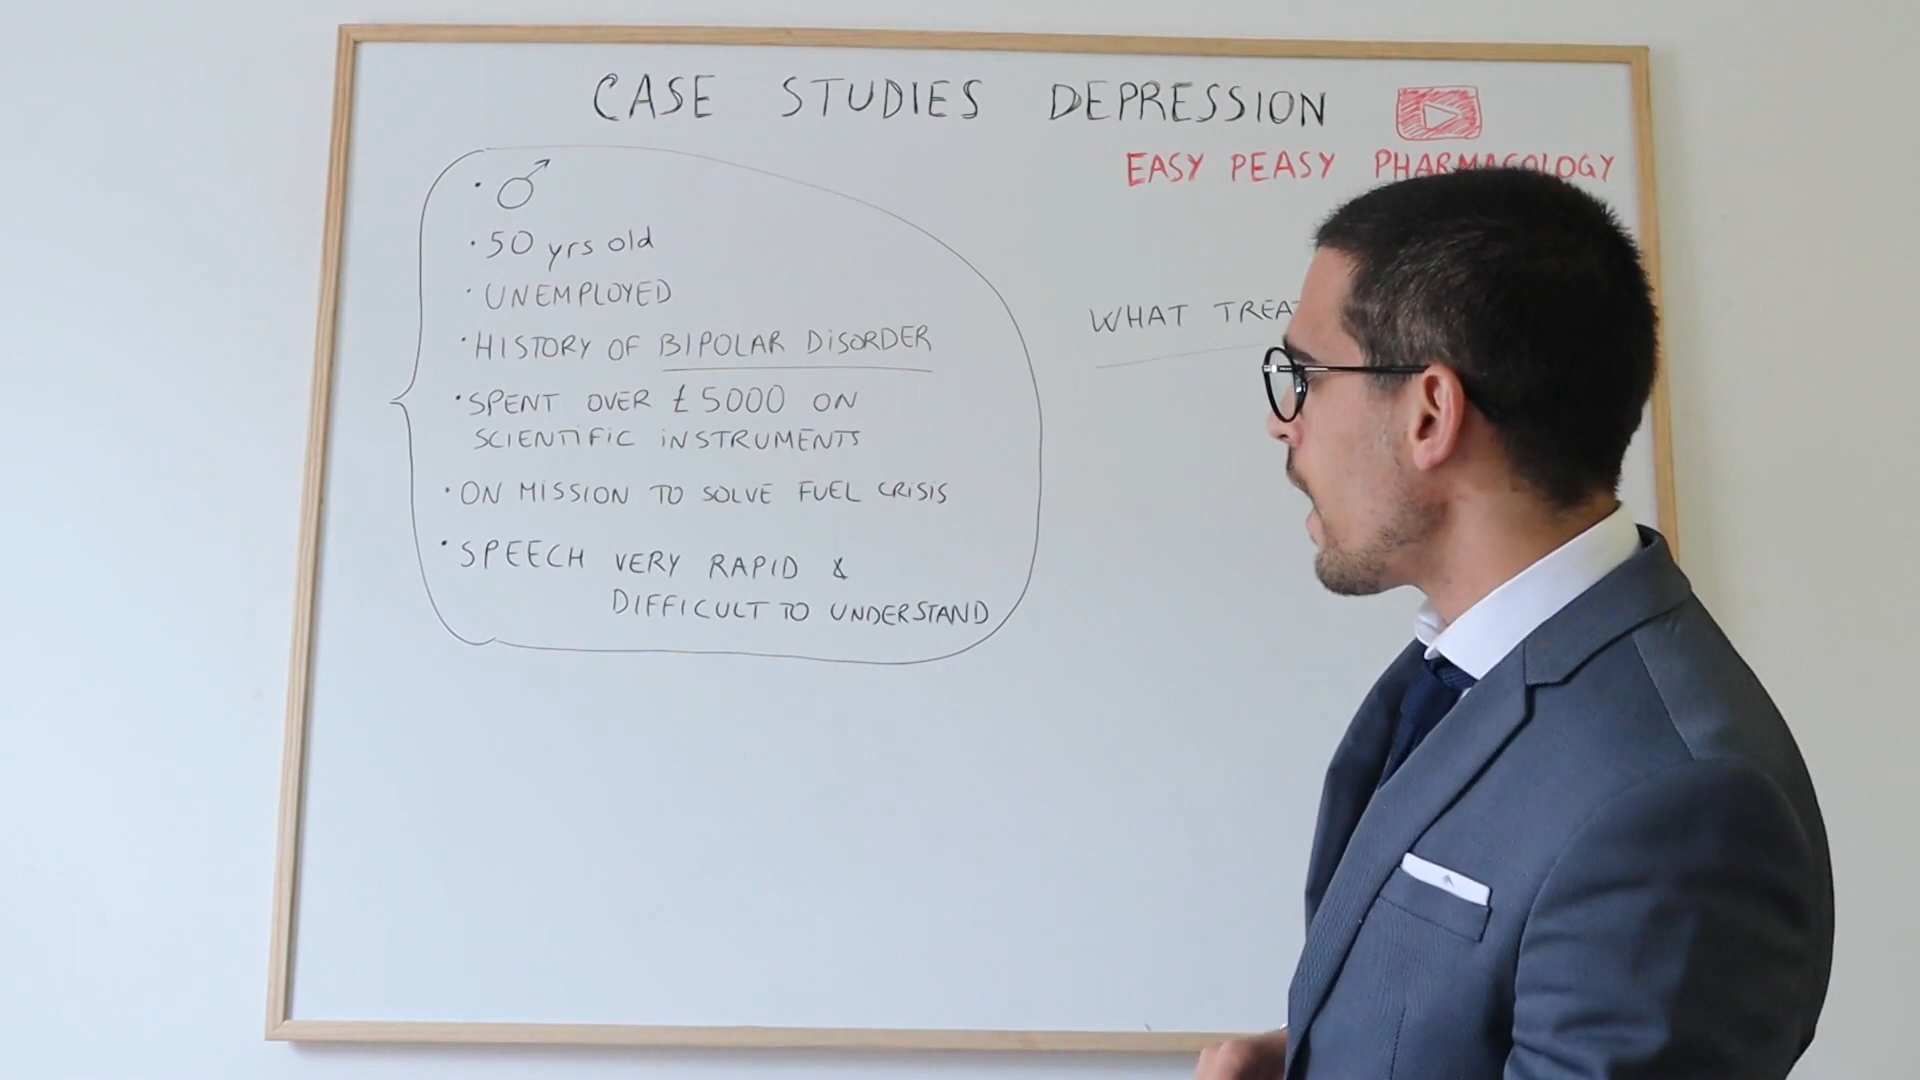 CASE STUDIES DEPRESSION
EASY PEASY PHARMACOLOGY
· 50 yrs old
· UNEMPLOYED
· HISTORY OF BIPOLAR DISORDER
· SPENT OVER £5000 ON
SCIENTIFIC INSTRUMENTS
· ON MISSION TO SOLVE FUEL CRISIS
· SPEECH VERY RAPID &
DIFFICULT TO UNDERSTAND
WHAT